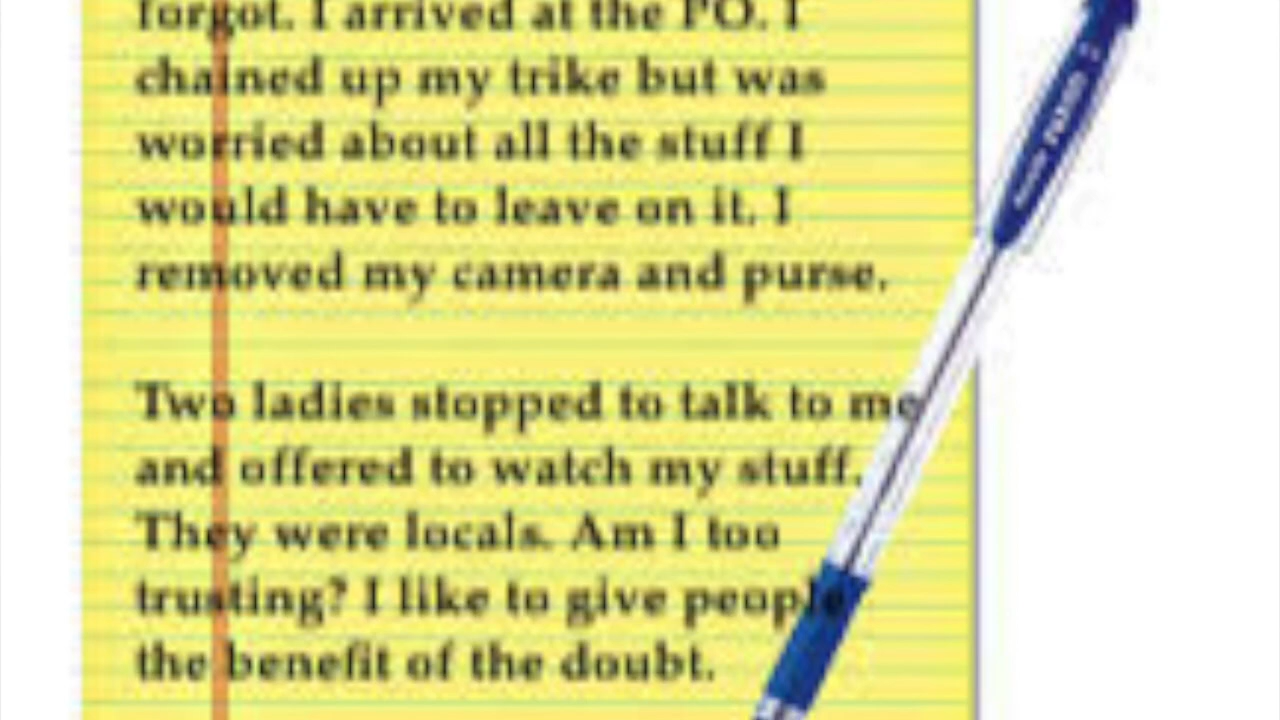 forgot. I arrived at the PO. I
chained up my trike but was
worried about all the stuff I
would have to leave on it. I
removed my camera and purse.
Two ladies stopped to talk to me
and offered to watch my stuff.
They were locals. Am I too
trusting? I like to give people
the benefit of the doubt.